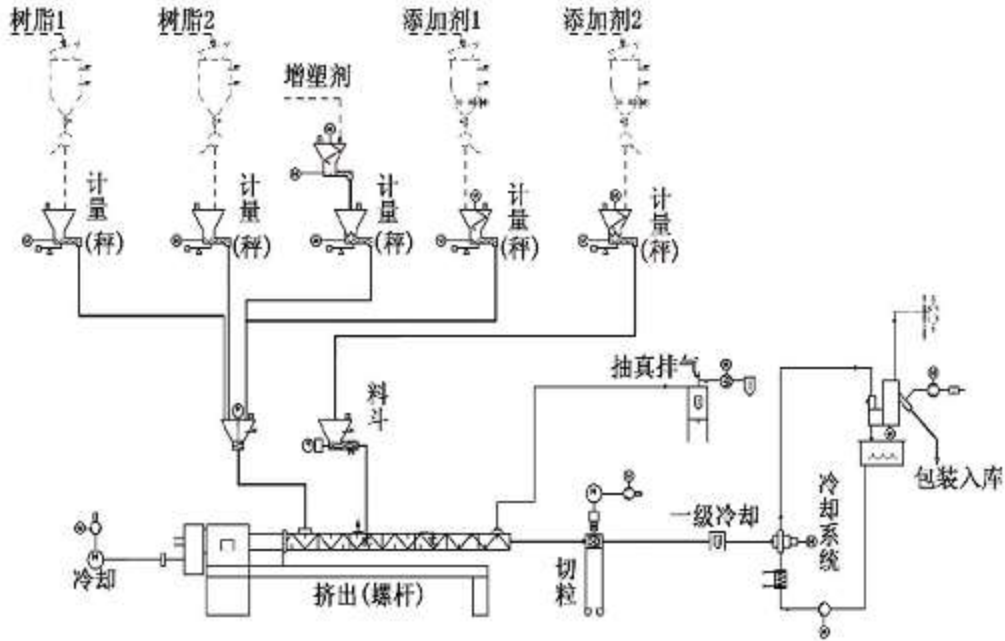 树脂1
树脂2
添加剂1
添加剂2
增塑剂
计量(秤)
计量(秤)
计量(秤)
计量(秤)
计量(秤)
料斗
抽真排气
包装入库
冷却系统
一级冷却
切粒
冷却
挤出(螺杆)